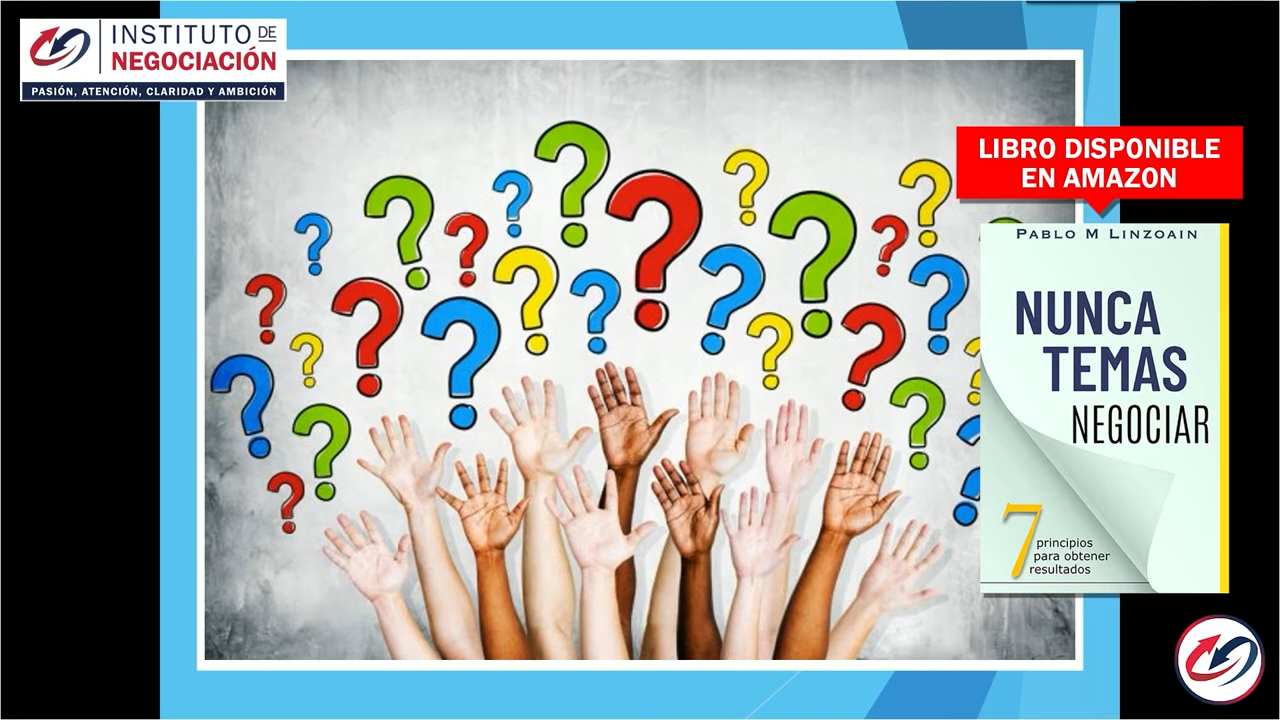 INSTITUTO DE
NEGOCIACIÓN
PASIÓN, ATENCIÓN, CLARIDAD Y AMBICIÓN
LIBRO DISPONIBLE
EN AMAZON
PABLO M LINZOAIN
NUNCA
TEMAS
NEGOCIAR
7
principios
para obtener
resultados